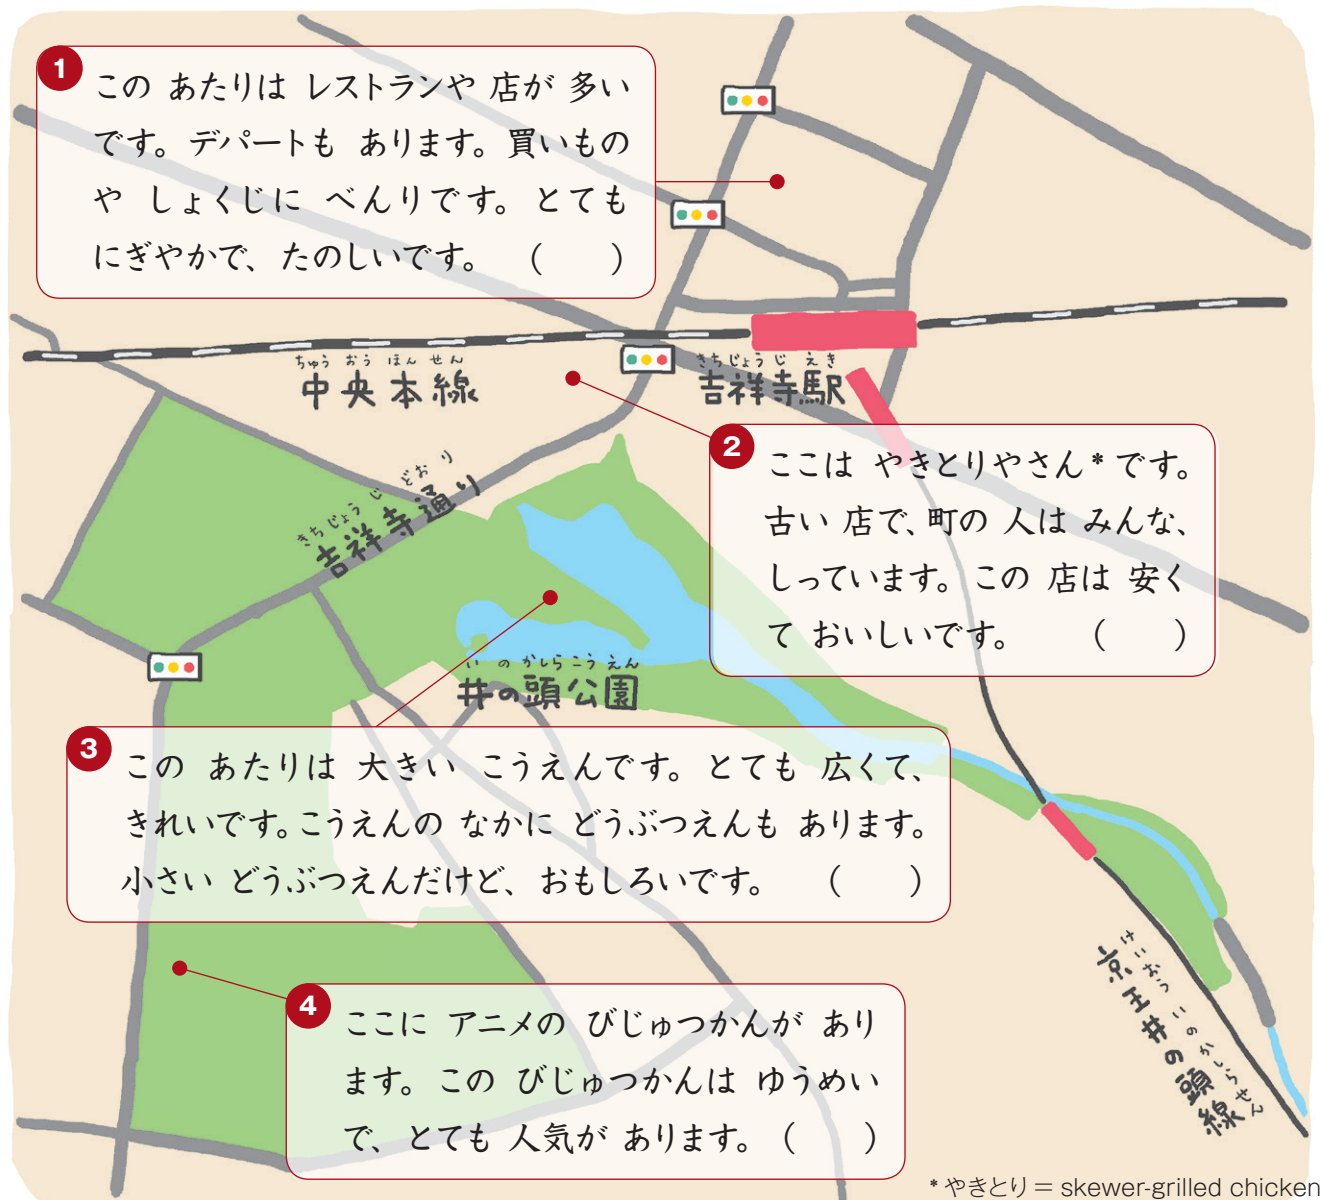 1
この あたりは レストランや 店が 多い
です。デパートも あります。買いもの
や しょくじに べんりです。とても
にぎやかで、たのしいです。 (　　)
ちゅう おう ほん せん
中央本線
きちじょうじ えき
吉祥寺駅
2
ここは やきとりやさん* です。
古い 店で、町の 人は みんな、
しっています。この 店は 安く
て おいしいです。 (　　)
きちじょうじ どおり
吉祥寺通り
い の かしら こう えん
井の頭公園
3
この あたりは 大きい こうえんです。とても 広くて、
きれいです。こうえんの なかに どうぶつえんも あります。
小さい どうぶつえんだけど、おもしろいです。 (　　)
4
ここに アニメの びじゅつかんが あり
ます。この びじゅつかんは ゆうめい
で、とても 人気が あります。(　　)
けいおう い の かしら せん
京王井の頭線
* やきとり = skewer-grilled chicken